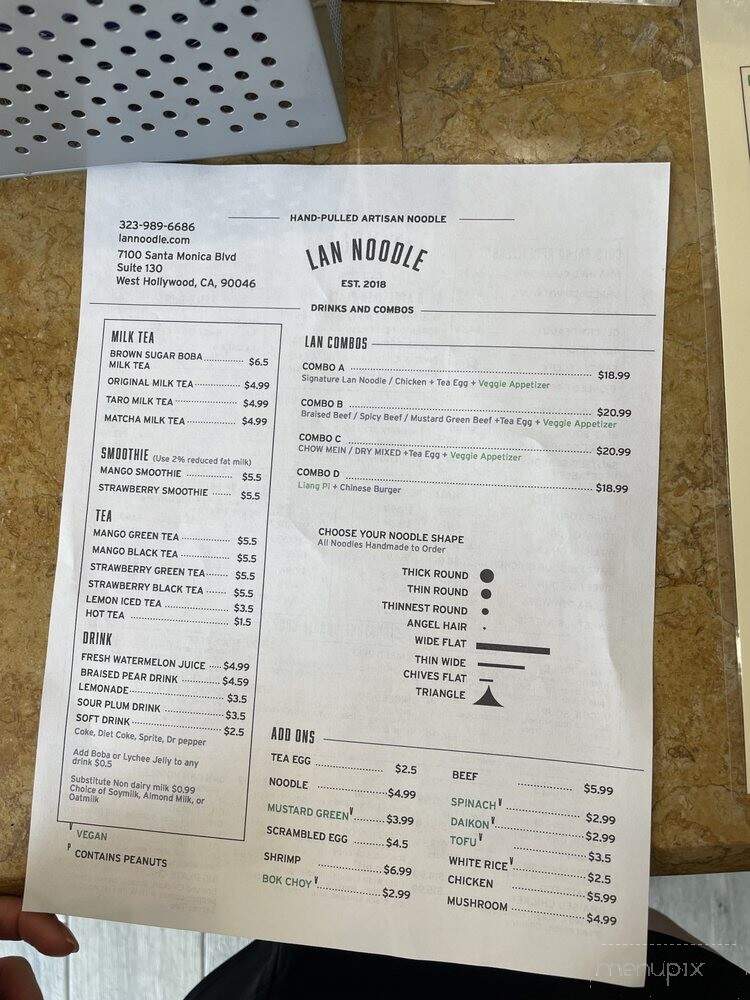 HAND-PULLED ARTISAN NOODLE
323-989-6686
lannoodle.com
7100 Santa Monica Blvd
Suite 130
West Hollywood, CA, 90046
LAN NOODLE
EST. 2018
DRINKS AND COMBOS
MILK TEA
BROWN SUGAR BOBA MILK TEA $6.5
ORIGINAL MILK TEA $4.99
TARO MILK TEA $4.99
MATCHA MILK TEA $4.99
SMOOTHIE (Use 2% reduced fat milk)
MANGO SMOOTHIE $5.5
STRAWBERRY SMOOTHIE $5.5
TEA
MANGO GREEN TEA $5.5
MANGO BLACK TEA $5.5
STRAWBERRY GREEN TEA $5.5
STRAWBERRY BLACK TEA $5.5
LEMON ICED TEA $3.5
HOT TEA $1.5
DRINK
FRESH WATERMELON JUICE $4.99
BRAISED PEAR DRINK $4.59
LEMONADE $3.5
SOUR PLUM DRINK $3.5
SOFT DRINK $2.5
Coke, Diet Coke, Sprite, Dr pepper
Add Boba or Lychee Jelly to any
drink $0.5
Substitute Non dairy milk $0.99
Choice of Soymilk, Almond Milk, or
Oatmilk
V VEGAN
P CONTAINS PEANUTS
LAN COMBOS
COMBO A $18.99
Signature Lan Noodle / Chicken + Tea Egg + Veggie Appetizer
COMBO B $20.99
Braised Beef / Spicy Beef / Mustard Green Beef +Tea Egg + Veggie Appetizer
COMBO C $20.99
CHOW MEIN / DRY MIXED +Tea Egg + Veggie Appetizer
COMBO D $18.99
Liang Pi + Chinese Burger
CHOOSE YOUR NOODLE SHAPE
All Noodles Handmade to Order
THICK ROUND
THIN ROUND
THINNEST ROUND
ANGEL HAIR
WIDE FLAT
THIN WIDE
CHIVES FLAT
TRIANGLE
ADD ONS
TEA EGG $2.5
NOODLE $4.99
MUSTARD GREEN V $3.99
SCRAMBLED EGG $4.5
SHRIMP $6.99
BOK CHOY V $2.99
BEEF $5.99
SPINACH V $2.99
DAIKON V $2.99
TOFU V $3.5
WHITE RICE V $2.5
CHICKEN $5.99
MUSHROOM $4.99
menupix